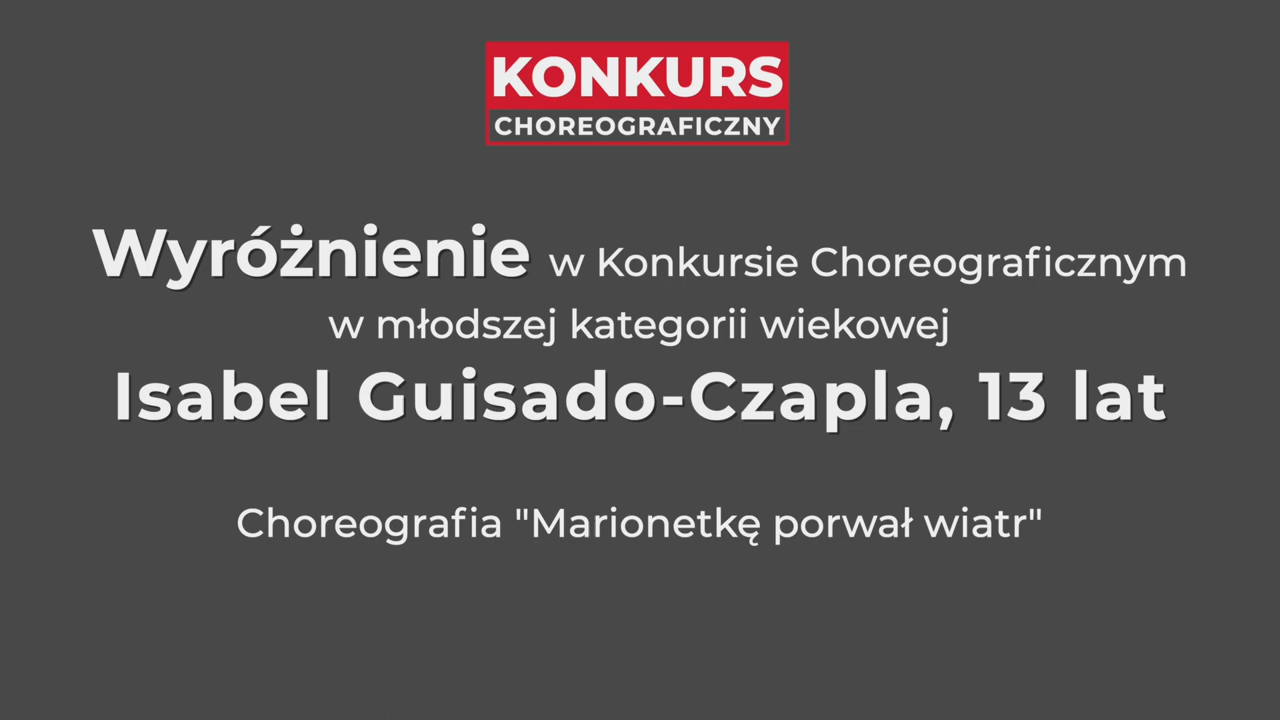 KONKURS
CHOREOGRAFICZNY
Wyróżnienie w Konkursie Choreograficznym
w młodszej kategorii wiekowej
Isabel Guisado-Czapla, 13 lat
Choreografia "Marionetkę porwał wiatr"